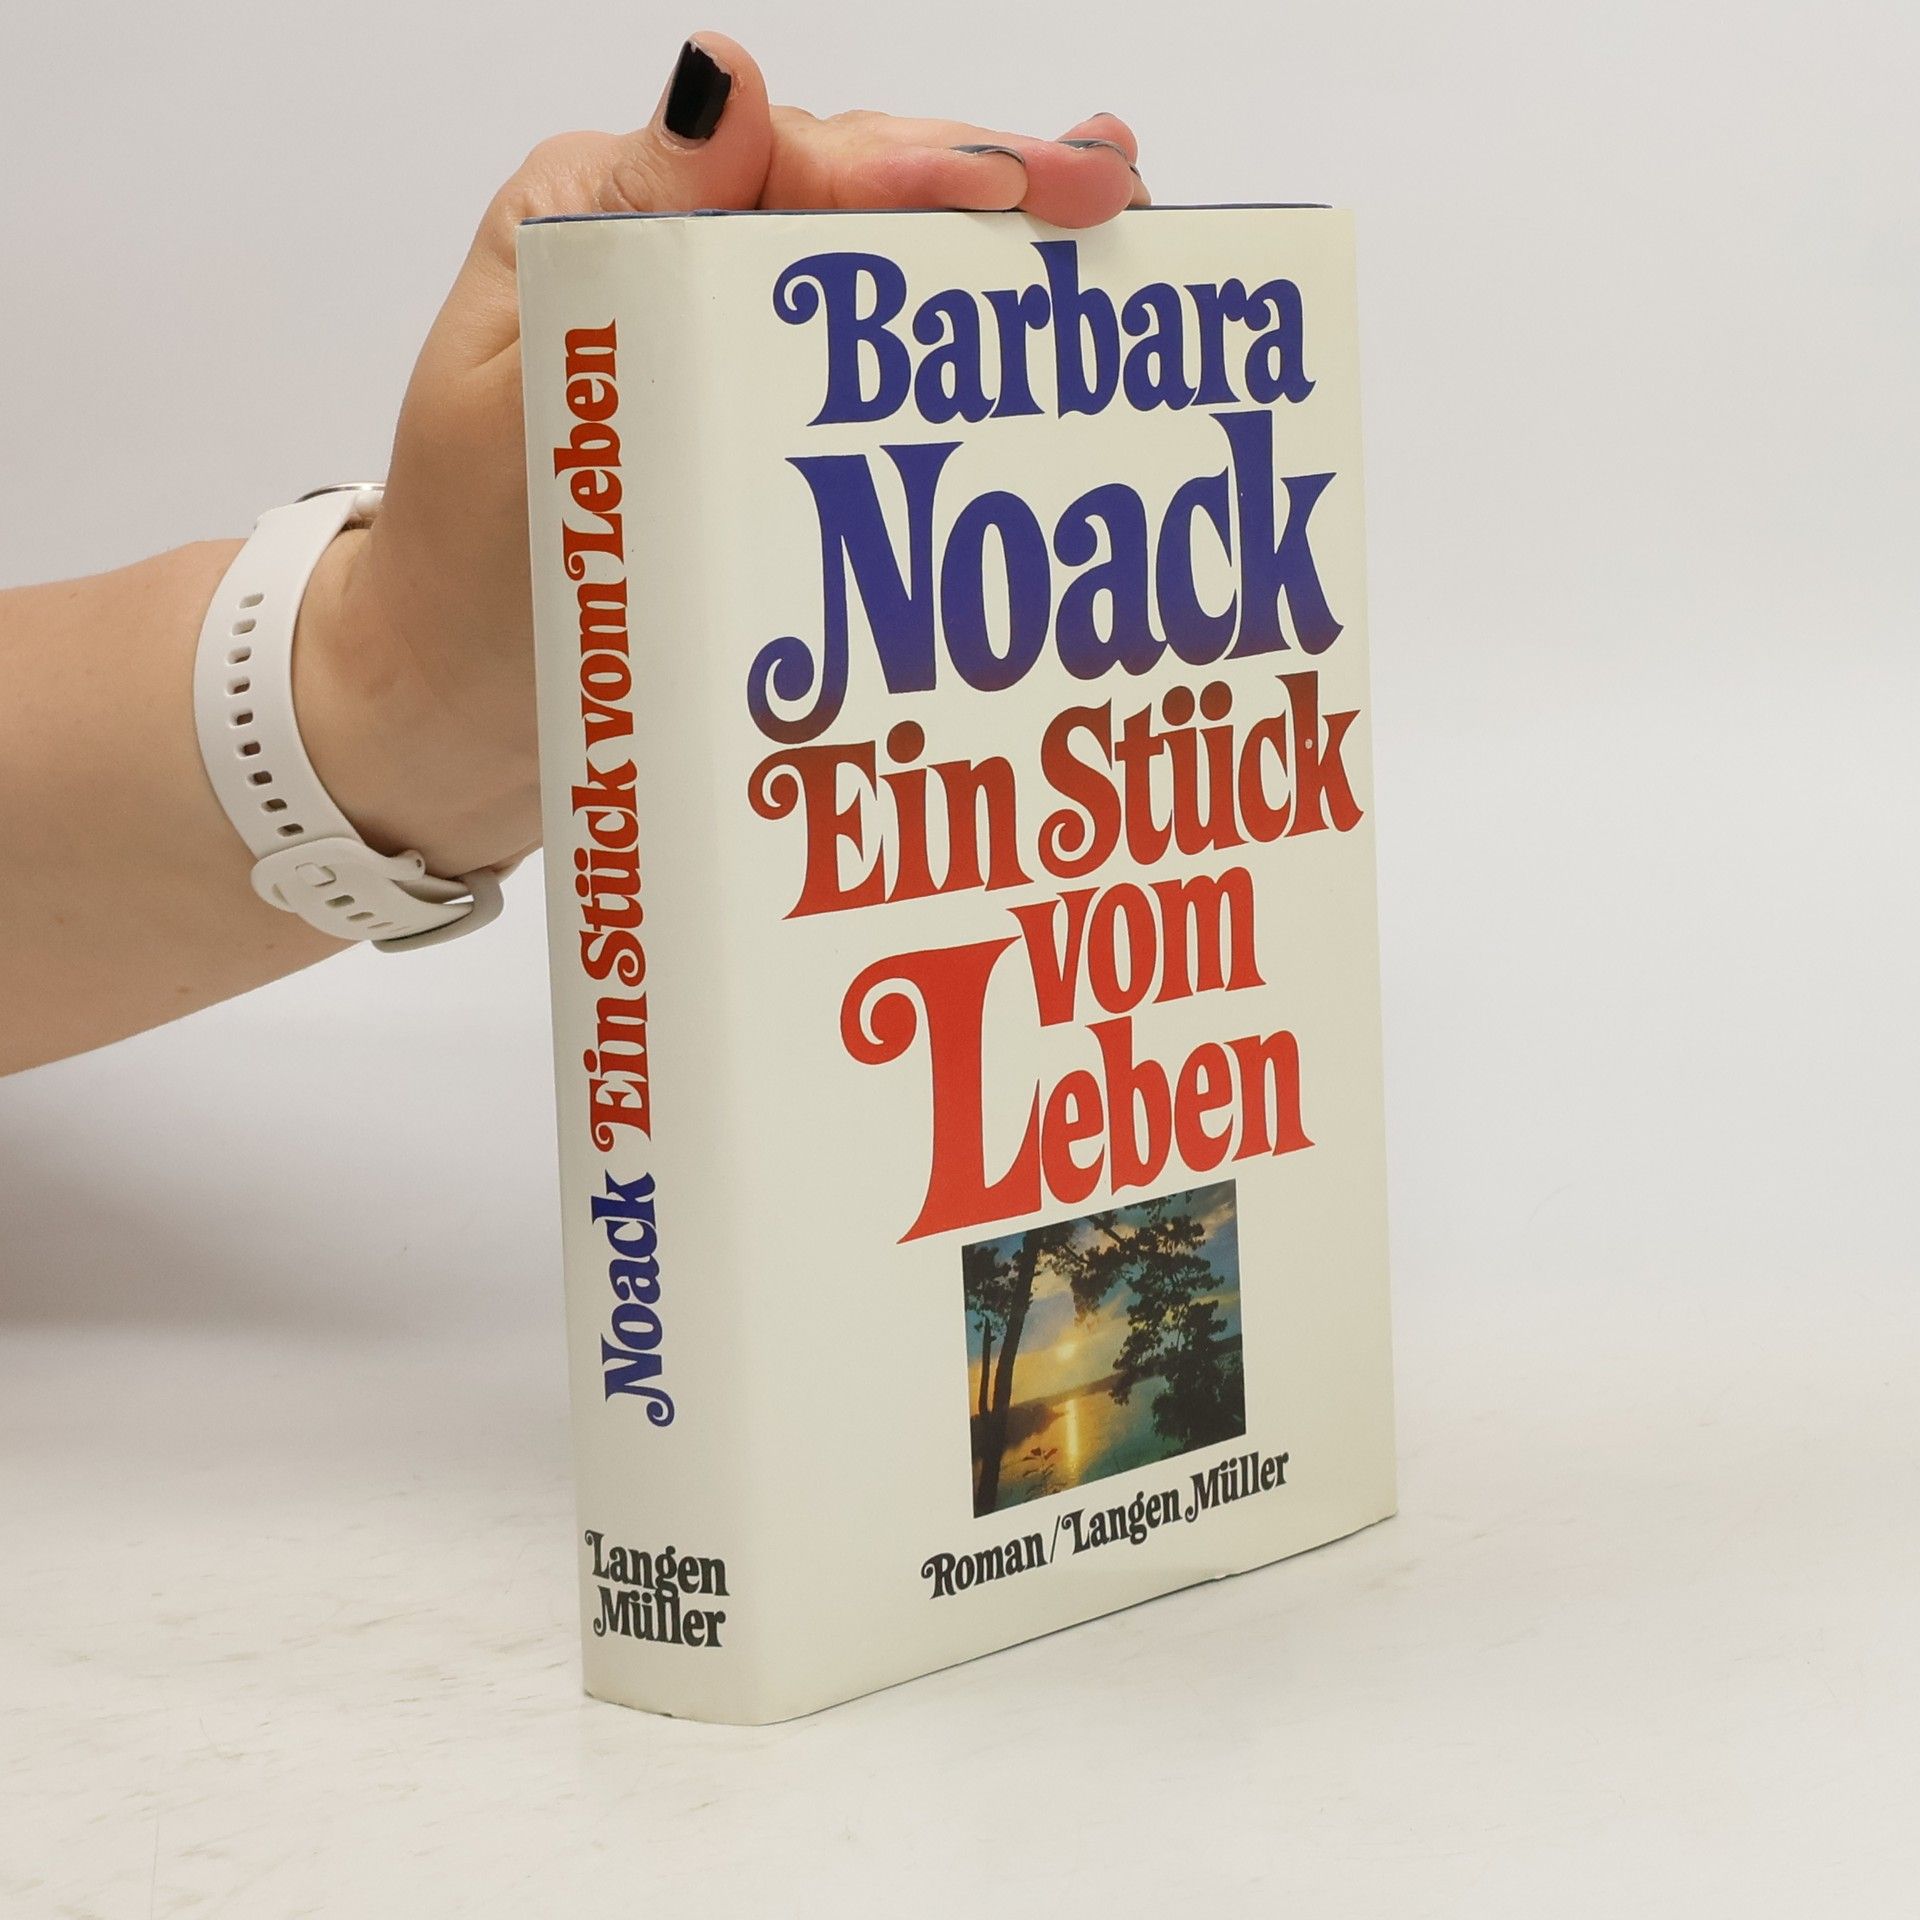 Noack Ein Stück vom Leben
Langen
Müller
Barbara
Noack
Ein Stück
vom
Leben
Roman/Langen Müller